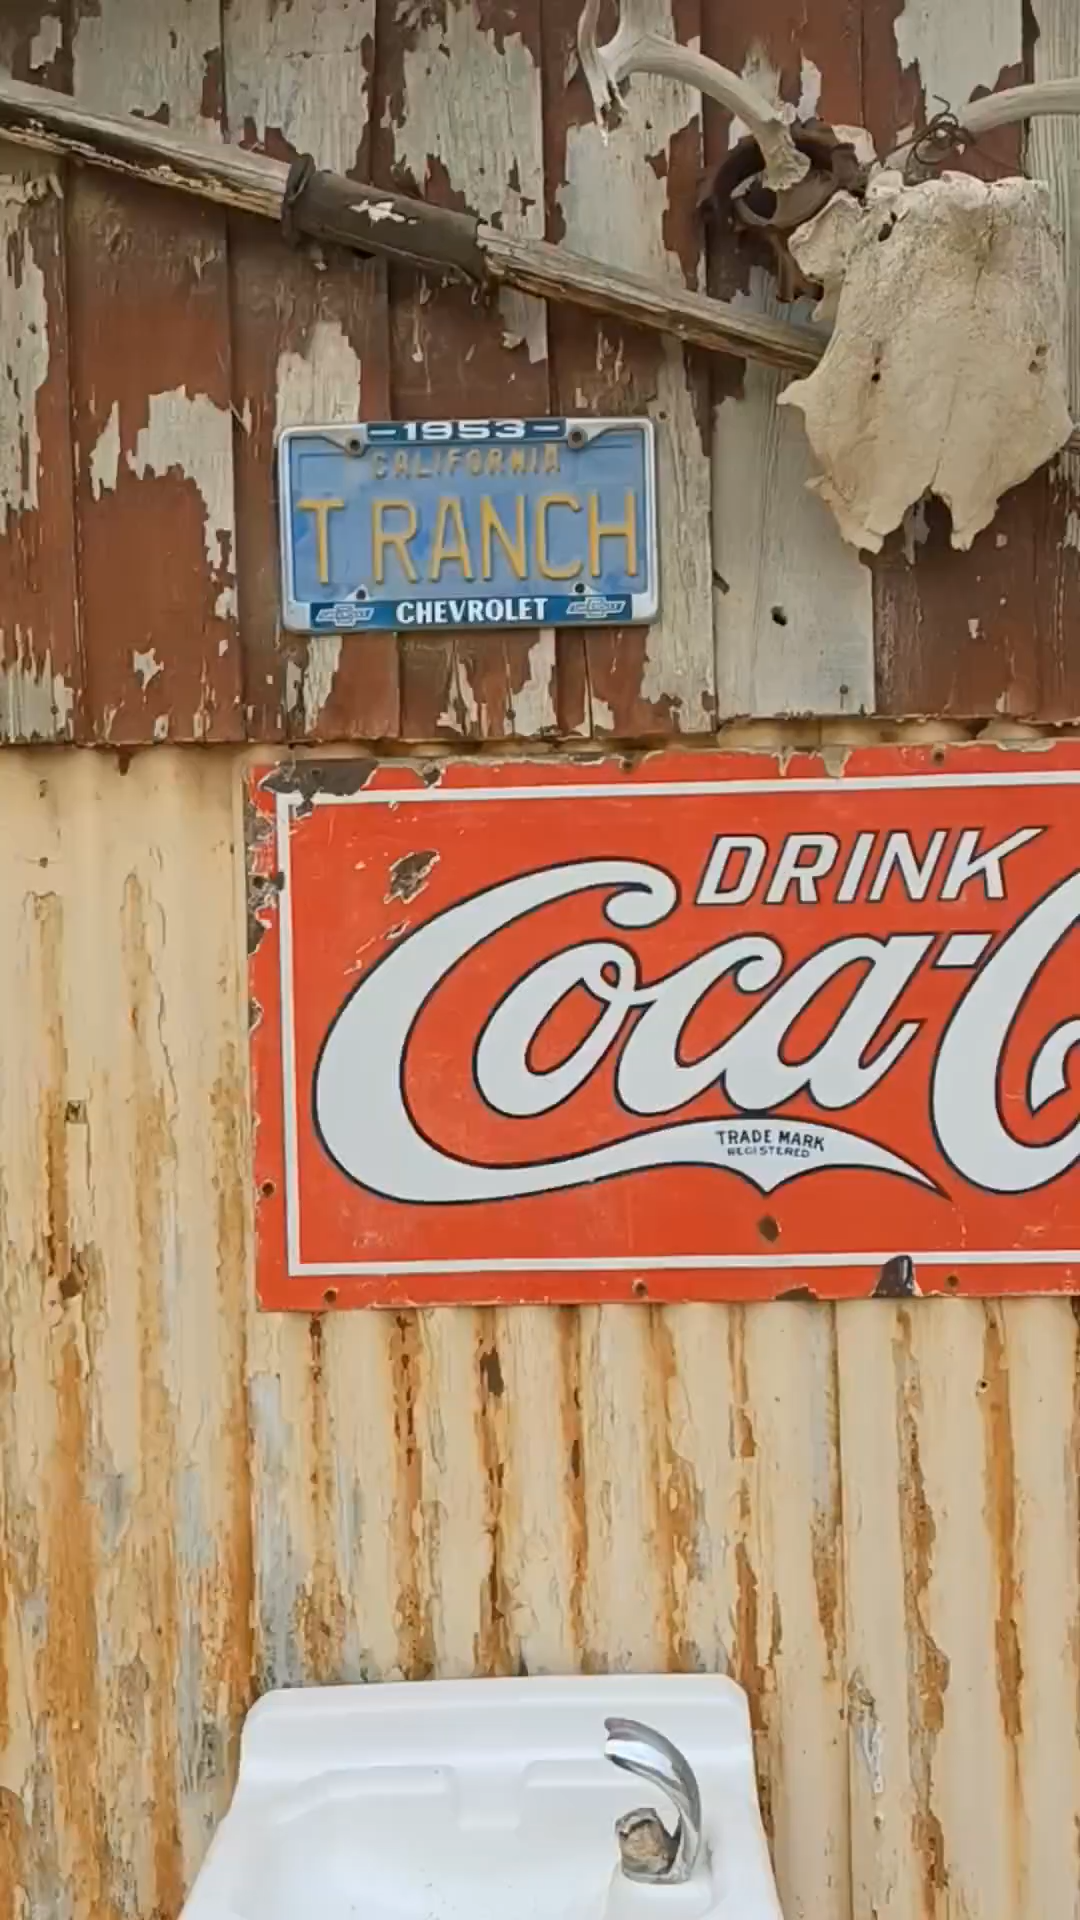 -1953-
CALIFORNIA
T RANCH
CHEVROLET
DRINK
Coca-C
TRADE MARK
REGISTERED